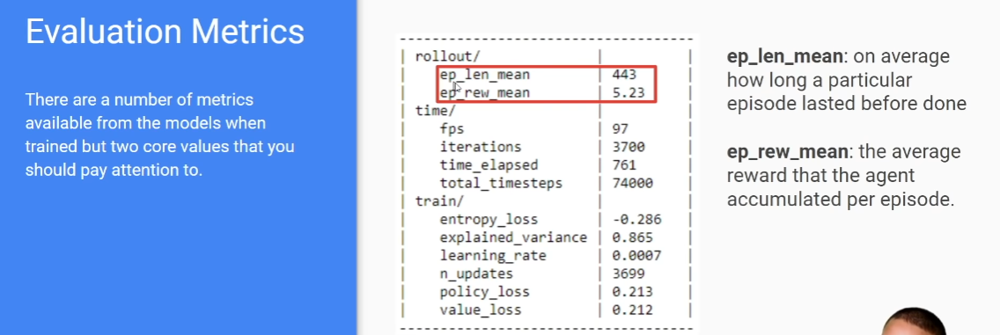 Evaluation Metrics
There are a number of metrics
available from the models when
trained but two core values that you
should pay attention to.
----------------------------------------
| rollout/ | |
| ep_len_mean | 443 |
| ep_rew_mean | 5.23 |
| time/ | |
| fps | 97 |
| iterations | 3700 |
| time_elapsed | 761 |
| total_timesteps | 74000 |
| train/ | |
| entropy_loss | -0.286 |
| explained_variance | 0.865 |
| learning_rate | 0.0007 |
| n_updates | 3699 |
| policy_loss | 0.213 |
| value_loss | 0.212 |
----------------------------------------
ep_len_mean: on average
how long a particular
episode lasted before done
ep_rew_mean: the average
reward that the agent
accumulated per episode.